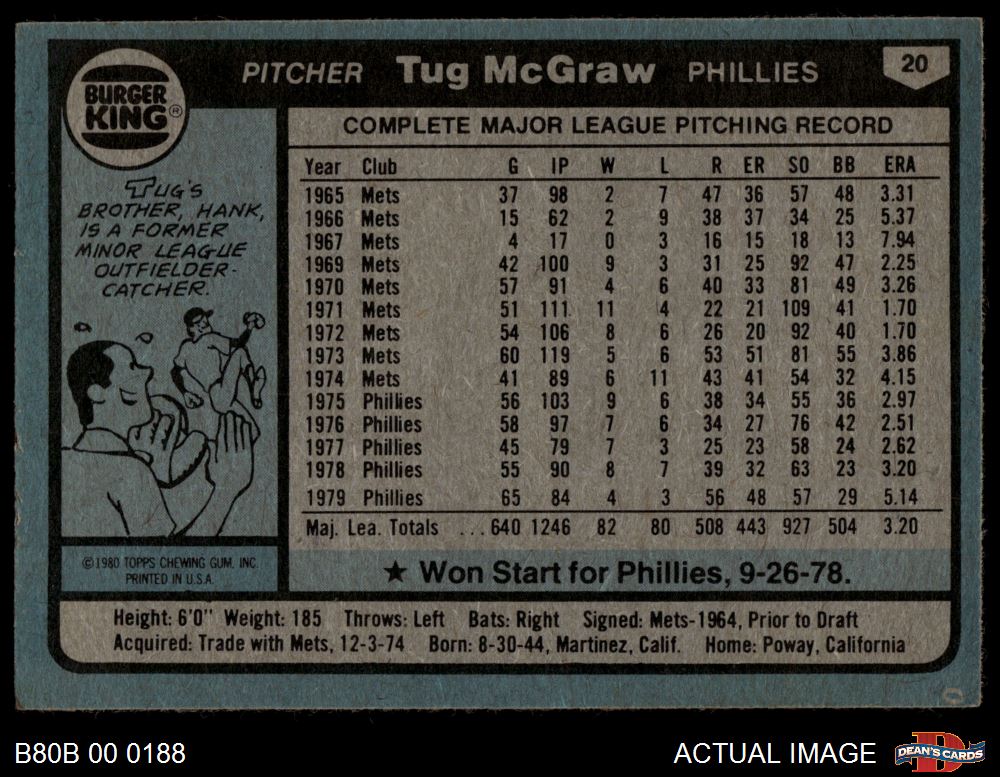 PITCHER Tug McGraw PHILLIES 20
BURGER
KING®
COMPLETE MAJOR LEAGUE PITCHING RECORD
Year Club G IP W L R ER SO BB ERA
1965 Mets 37 98 2 7 47 36 57 48 3.31
1966 Mets 15 62 2 9 38 37 34 25 5.37
1967 Mets 4 17 0 3 16 15 18 13 7.94
1969 Mets 42 100 9 3 31 25 92 47 2.25
1970 Mets 57 91 4 6 40 33 81 49 3.26
1971 Mets 51 111 11 4 22 21 109 41 1.70
1972 Mets 54 106 8 6 26 20 92 40 1.70
1973 Mets 60 119 5 6 53 51 81 55 3.86
1974 Mets 41 89 6 11 43 41 54 32 4.15
1975 Phillies 56 103 9 6 38 34 55 36 2.97
1976 Phillies 58 97 7 6 34 27 76 42 2.51
1977 Phillies 45 79 7 3 25 23 58 24 2.62
1978 Phillies 55 90 8 7 39 32 63 23 3.20
1979 Phillies 65 84 4 3 56 48 57 29 5.14
Maj. Lea. Totals ...640 1246 82 80 508 443 927 504 3.20
★ Won Start for Phillies, 9-26-78.
TUG'S
BROTHER, HANK,
IS A FORMER
MINOR LEAGUE
OUTFIELDER-
CATCHER.
©1980 TOPPS CHEWING GUM, INC.
PRINTED IN U.S.A.
Height: 6'0" Weight: 185 Throws: Left Bats: Right Signed: Mets-1964, Prior to Draft
Acquired: Trade with Mets, 12-3-74 Born: 8-30-44, Martinez, Calif. Home: Poway, California
B80B 00 0188
ACTUAL IMAGE
D
DEAN'S CARDS